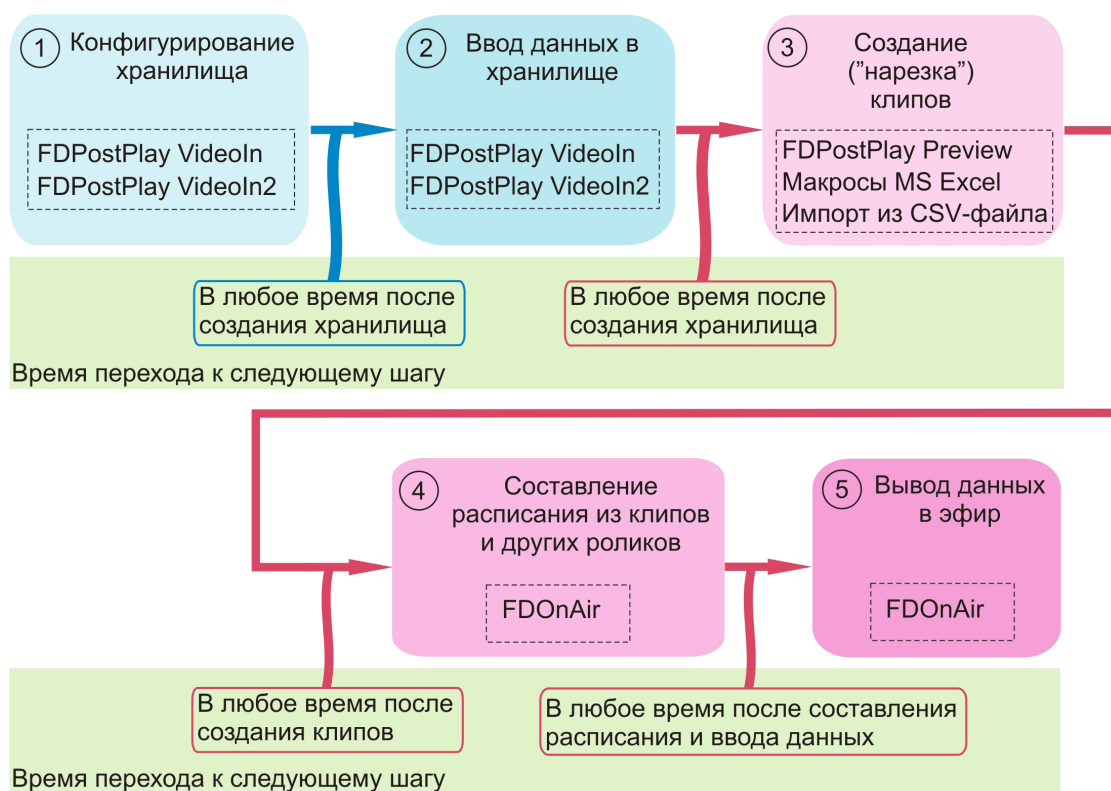 1 Конфигурирование
хранилища
FDPostPlay VideoIn
FDPostPlay VideoIn2
2 Ввод данных в
хранилище
FDPostPlay VideoIn
FDPostPlay VideoIn2
3 Создание
("нарезка")
клипов
FDPostPlay Preview
Макросы MS Excel
Импорт из CSV-файла
В любое время после
создания хранилища
В любое время после
создания хранилища
Время перехода к следующему шагу
4 Составление
расписания из клипов
и других роликов
FDOnAir
5 Вывод данных
в эфир
FDOnAir
В любое время после
создания клипов
В любое время после составления
расписания и ввода данных
Время перехода к следующему шагу